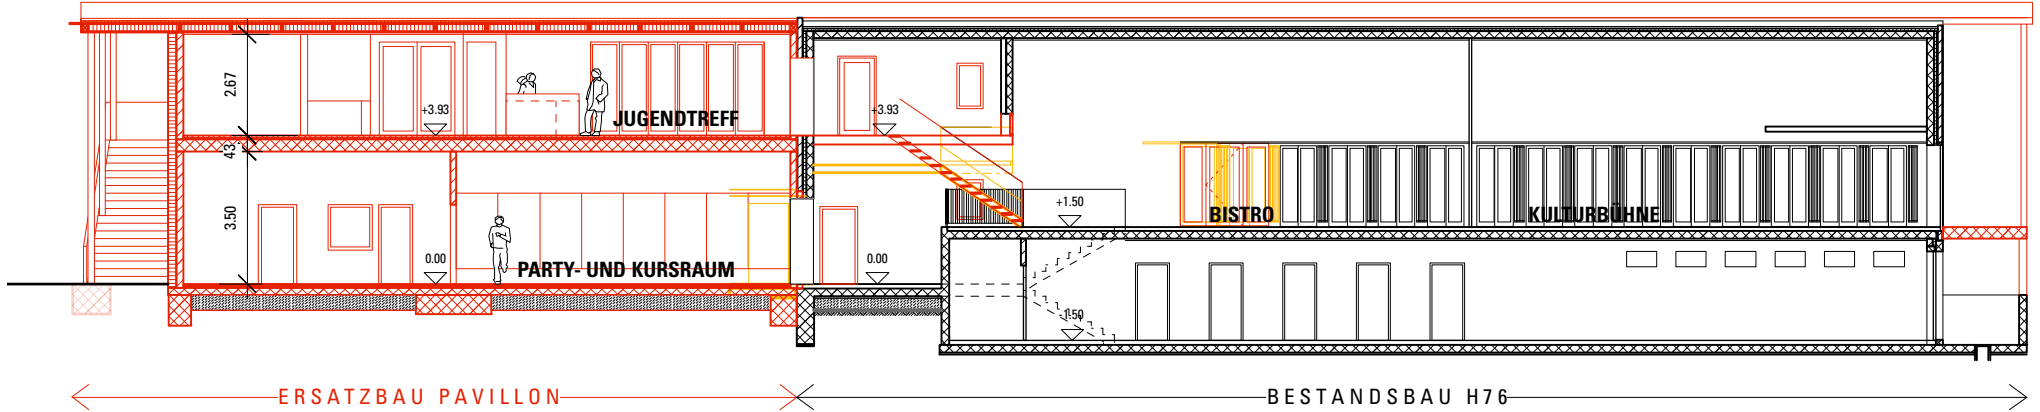 2.67
+3.93
JUGENDTREFF
+3.93
43
3.50
+1.50
BISTRO
KULTURBÜHNE
0.00
PARTY- UND KURSRAUM
0.00
-1.50
ERSATZBAU PAVILLON
BESTANDSBAU H76